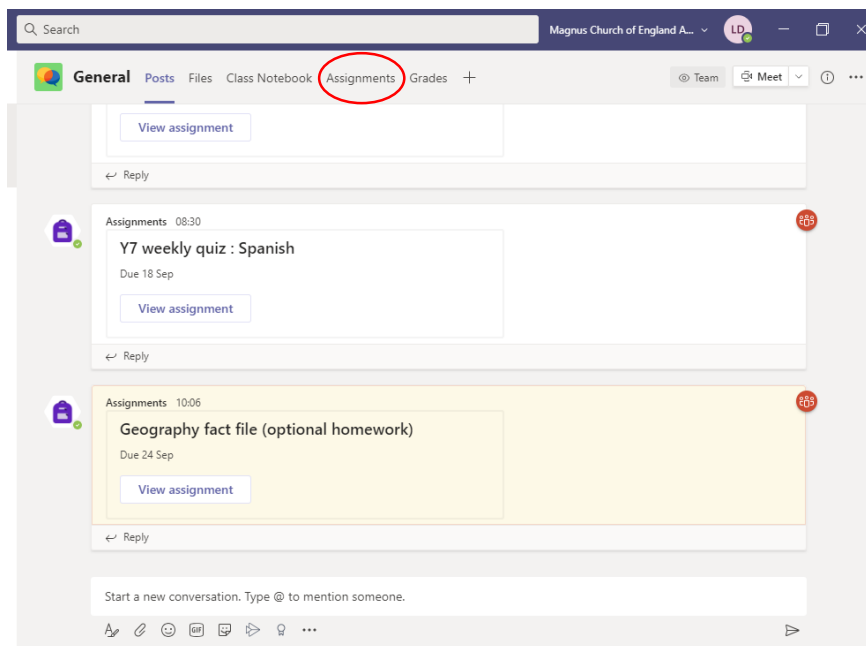 Search
Magnus Church of England A...
LD
General Posts Files Class Notebook Assignments Grades
Team Meet
View assignment
Reply
Assignments 08:30
Y7 weekly quiz : Spanish
Due 18 Sep
View assignment
Reply
Assignments 10:06
Geography fact file (optional homework)
Due 24 Sep
View assignment
Reply
Start a new conversation. Type @ to mention someone.
GIF